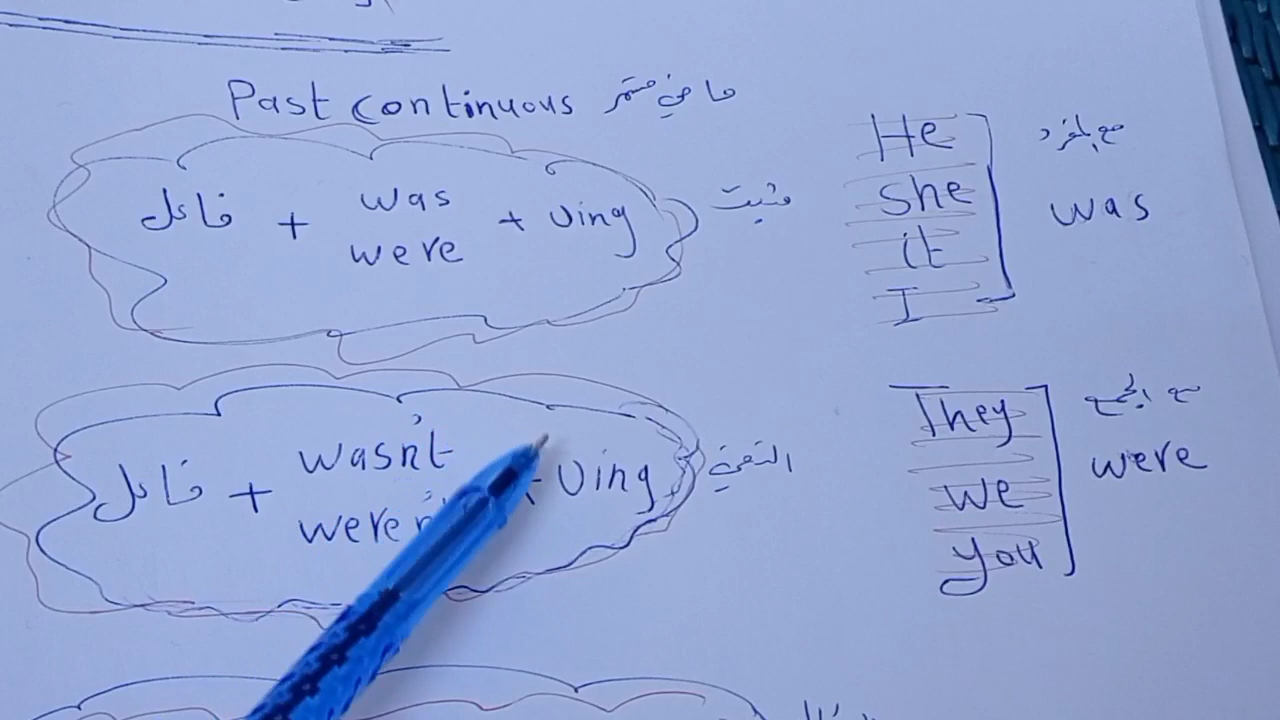 Past continuous ماضي مستمر
فاعل + was + Ving مثبت
were
He
she
it
I
مع المفرد
was
فاعل + wasn't + Ving النفي
They
we
you
مع الجمع
were